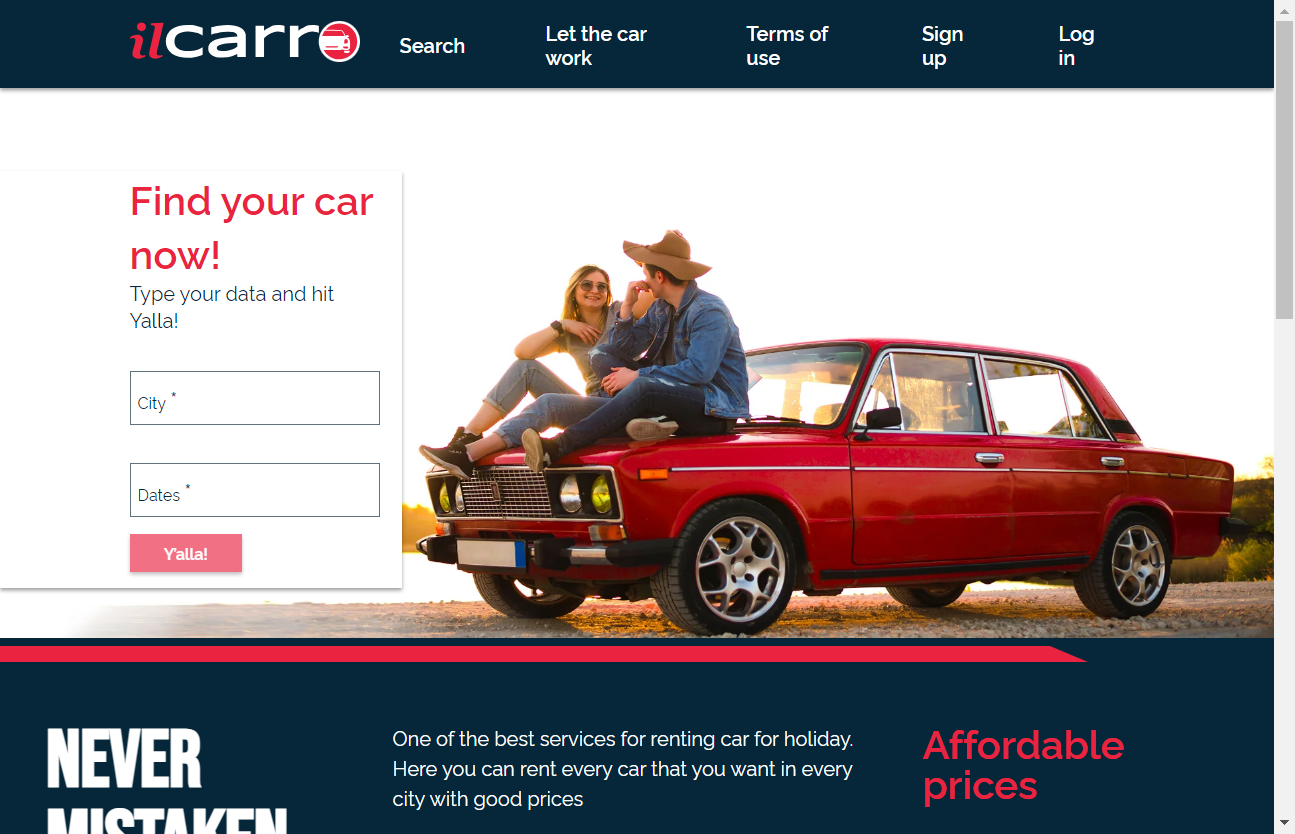 ilcarro
Search
Let the car
work
Terms of
use
Sign
up
Log
in
Find your car
now!
Type your data and hit
Yalla!
City *
Dates *
Y'alla!
NEVER
MISTAKEN
One of the best services for renting car for holiday.
Here you can rent every car that you want in every
city with good prices
Affordable
prices